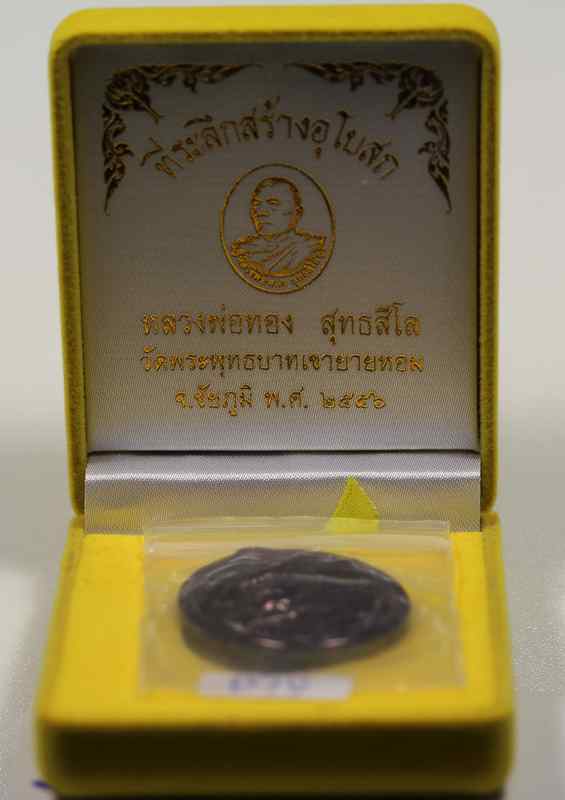 ที่ระลึกสร้างอุโบสถ
หลวงพ่อทอง สุทธสีโล
วัดพระพุทธบาทเขายายหอม
จ.ชัยภูมิ พ.ศ. ๒๕๕๖